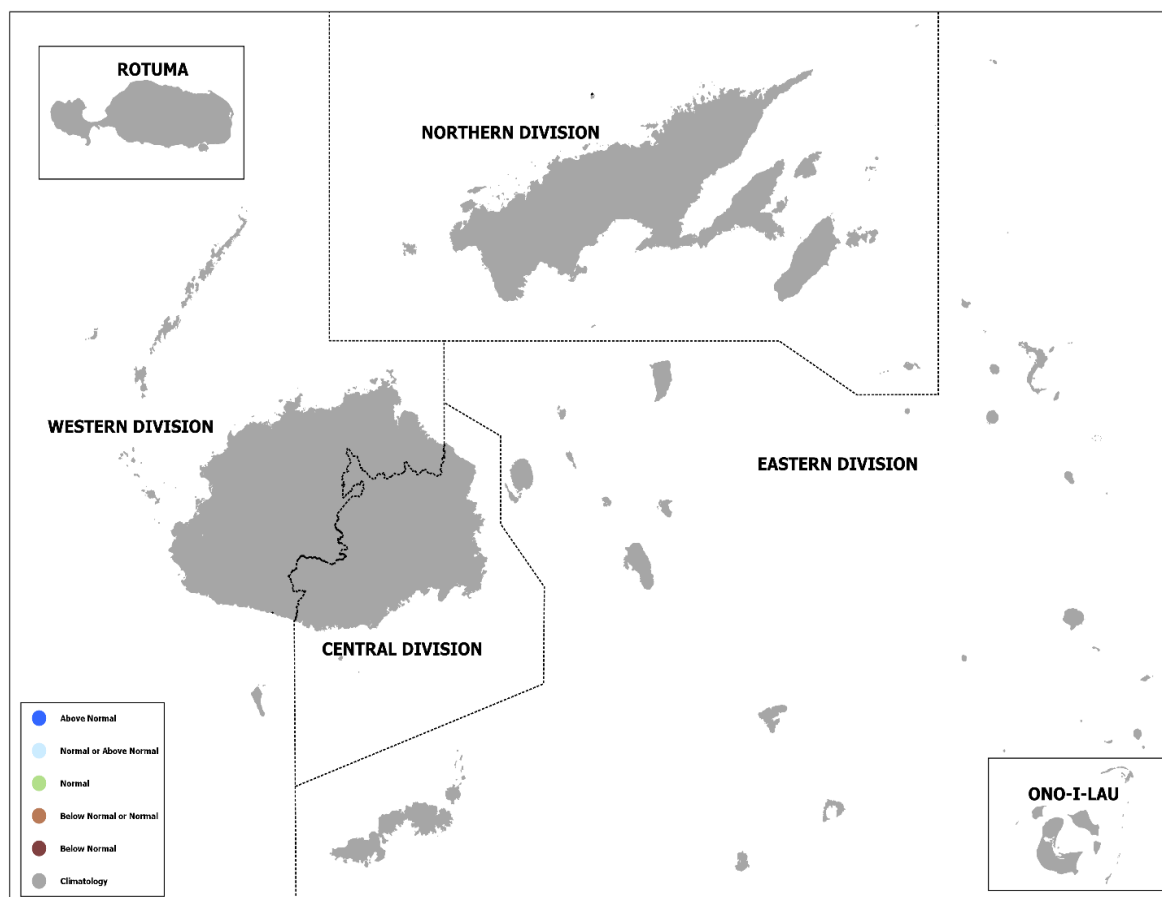 ROTUMA
NORTHERN DIVISION
WESTERN DIVISION
EASTERN DIVISION
CENTRAL DIVISION
Above Normal
Normal or Above Normal
Normal
Below Normal or Normal
Below Normal
Climatology
ONO-I-LAU